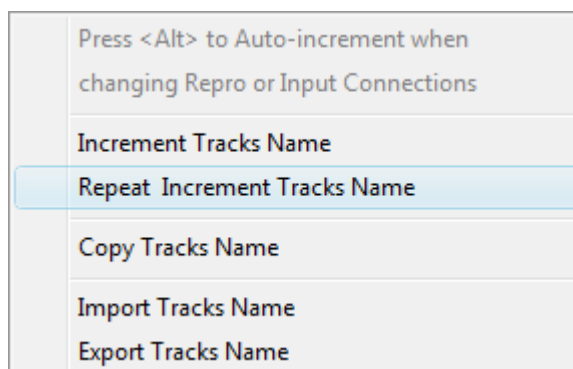 Press <Alt> to Auto-increment when
changing Repro or Input Connections
Increment Tracks Name
Repeat  Increment Tracks Name
Copy Tracks Name
Import Tracks Name
Export Tracks Name